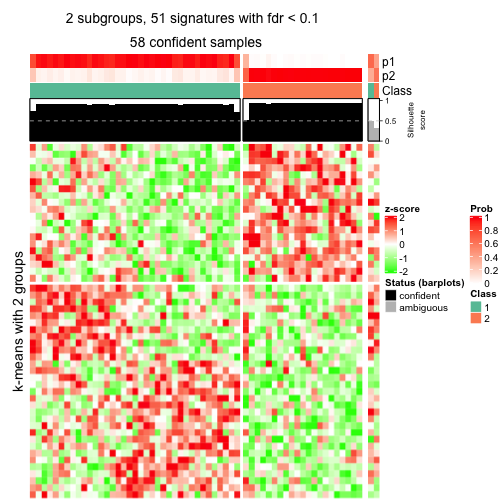 2 subgroups, 51 signatures with fdr < 0.1
58 confident samples
p1
p2
Class
1
0.5
0
Silhouette
score
k-means with 2 groups
z-score
2
1
0
-1
-2
Status (barplots)
confident
ambiguous
Prob
1
0.8
0.6
0.4
0.2
0
Class
1
2